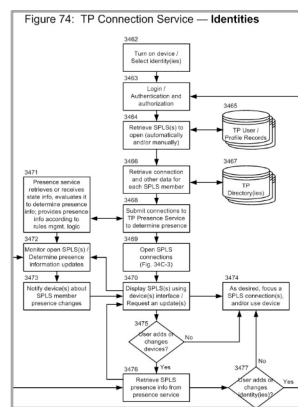 Figure 74: TP Connection Service — Identities
3462
Turn on device /
Select identity(ies)
3463
Login /
Authentication and
authorization
3464
Retrieve SPLS(s) to
open (automatically
and/or manually)
3465
TP User /
Profile Records
3466
Retrieve connection
and other data for
each SPLS member
3467
TP
Directory(ies)
3468
Submit connections to
TP Presence Service
to determine presence
3471
Presence service
retrieves or receives
state info, evaluates it
to determine presence
info; provides presence
info according to
rules mgmt. logic
3469
Open SPLS
connections
(Fig. 34C-3)
3472
Monitor open SPLS(s) /
Determine presence
information updates
3473
Notify device(s) about
SPLS member
presence changes
3470
Display SPLS(s) using
device(s) interface /
Request an update(s)
3474
As desired, focus a
SPLS connection(s),
and/or use device
3475
User adds or
changes
devices?
No
Yes
3476
Retrieve SPLS
presence info from
presence service
3477
User adds or
changes
identity(ies)?
No
Yes